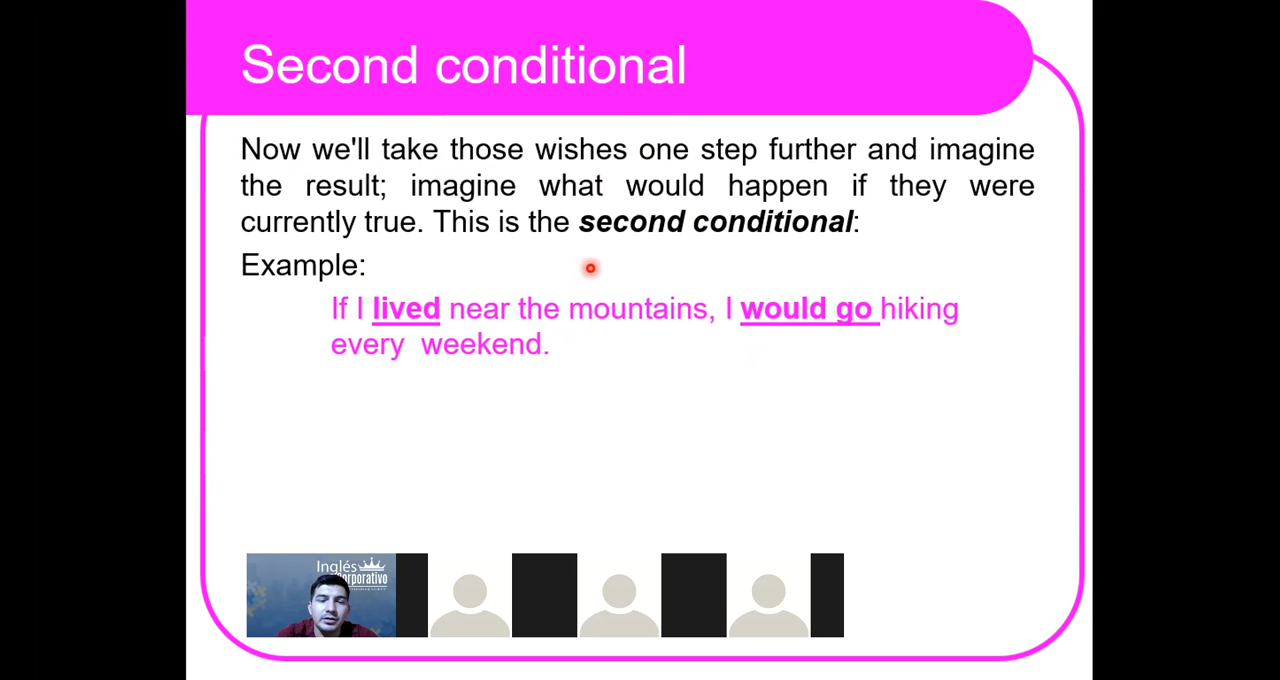 Second conditional
Now we'll take those wishes one step further and imagine
the result; imagine what would happen if they were
currently true. This is the second conditional:
Example:
If I lived near the mountains, I would go hiking
every weekend.
Inglés
Corporativo